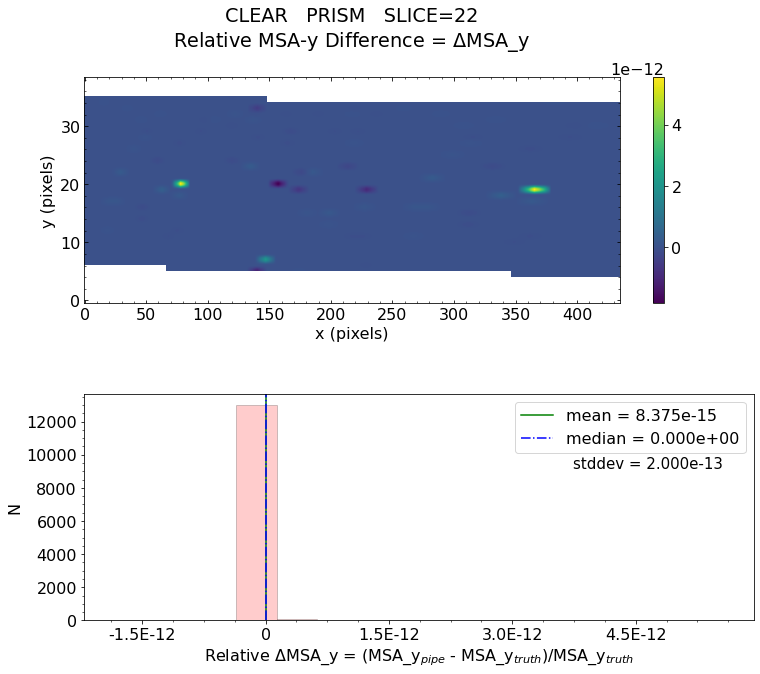 CLEAR PRISM SLICE=22
Relative MSA-y Difference = ΔMSA_y
1e−12
y (pixels)
30
20
10
0
4
2
0
0 50 100 150 200 250 300 350 400
x (pixels)
N
12000
10000
8000
6000
4000
2000
0
mean = 8.375e-15
median = 0.000e+00
stddev = 2.000e-13
-1.5E-12 0 1.5E-12 3.0E-12 4.5E-12
Relative ΔMSA_y = (MSA_y_pipe - MSA_y_truth)/MSA_y_truth